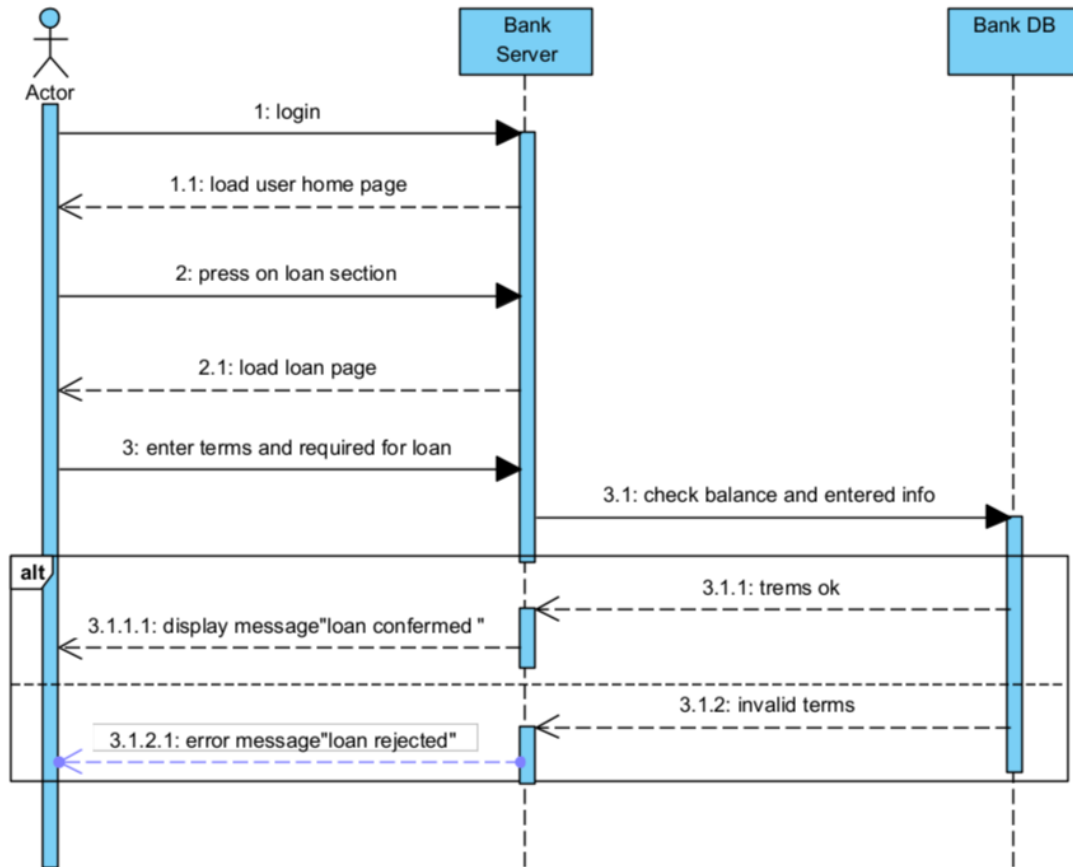 Bank
Server
Bank DB
Actor
1: login
1.1: load user home page
2: press on loan section
2.1: load loan page
3: enter terms and required for loan
3.1: check balance and entered info
alt
3.1.1: trems ok
3.1.1.1: display message"loan confermed "
3.1.2: invalid terms
3.1.2.1: error message"loan rejected"